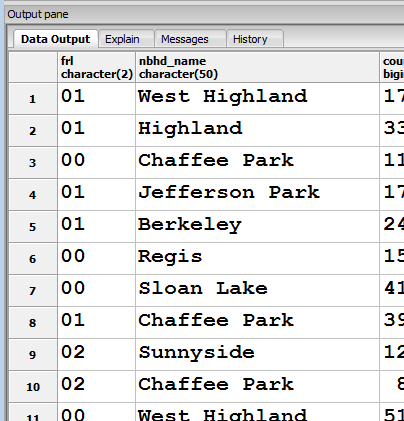 Output pane
Data Output Explain Messages History
frl nbhd_name cou
character(2) character(50) bigi
1 01 West Highland 17
2 01 Highland 33
3 00 Chaffee Park 11
4 01 Jefferson Park 17
5 01 Berkeley 24
6 00 Regis 15
7 00 Sloan Lake 41
8 01 Chaffee Park 39
9 02 Sunnyside 12
10 02 Chaffee Park 8
11 00 West Highland 51